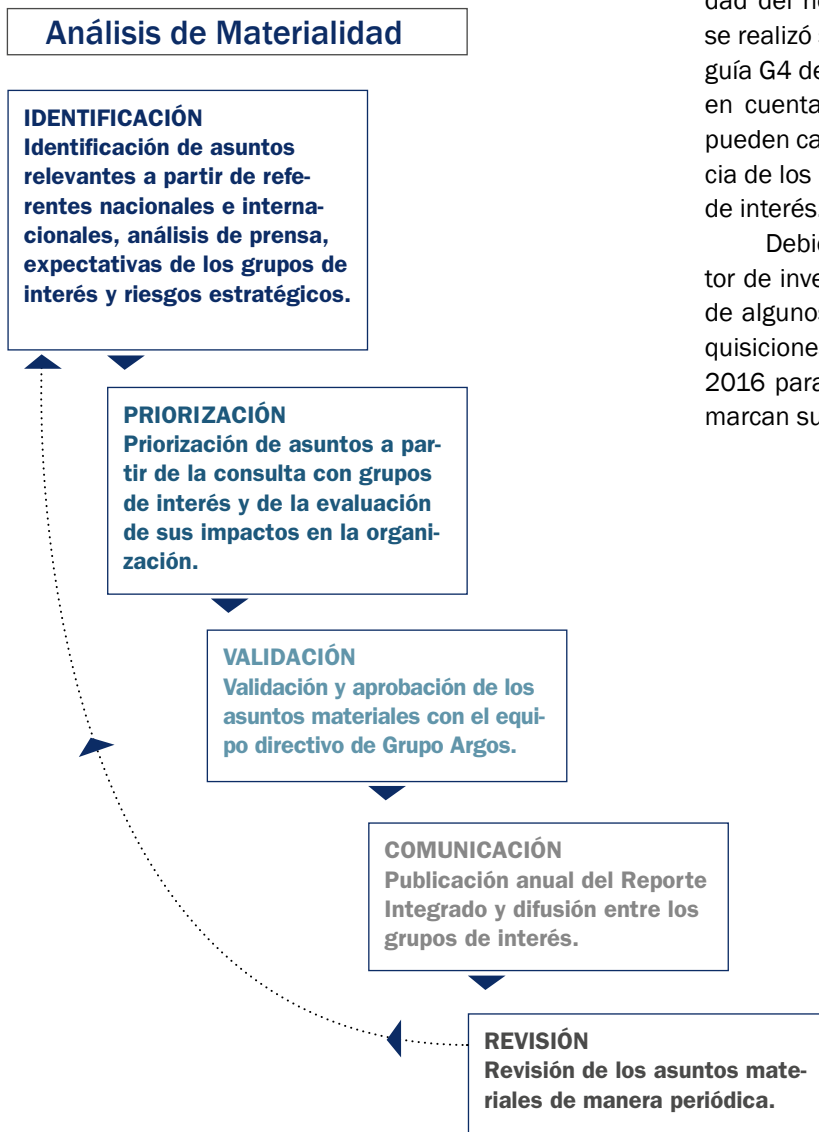 Análisis de Materialidad
IDENTIFICACIÓN
Identificación de asuntos
relevantes a partir de refe-
rentes nacionales e interna-
cionales, análisis de prensa,
expectativas de los grupos de
interés y riesgos estratégicos.
PRIORIZACIÓN
Priorización de asuntos a par-
tir de la consulta con grupos
de interés y de la evaluación
de sus impactos en la organi-
zación.
VALIDACIÓN
Validación y aprobación de los
asuntos materiales con el equi-
po directivo de Grupo Argos.
COMUNICACIÓN
Publicación anual del Reporte
Integrado y difusión entre los
grupos de interés.
REVISIÓN
Revisión de los asuntos mate-
riales de manera periódica.
dad del
se realizó
guía G4
en cuenta
pueden
cia de los
de interés
Debi
tor de
de algunos
quisicione
2016 para
marcan su